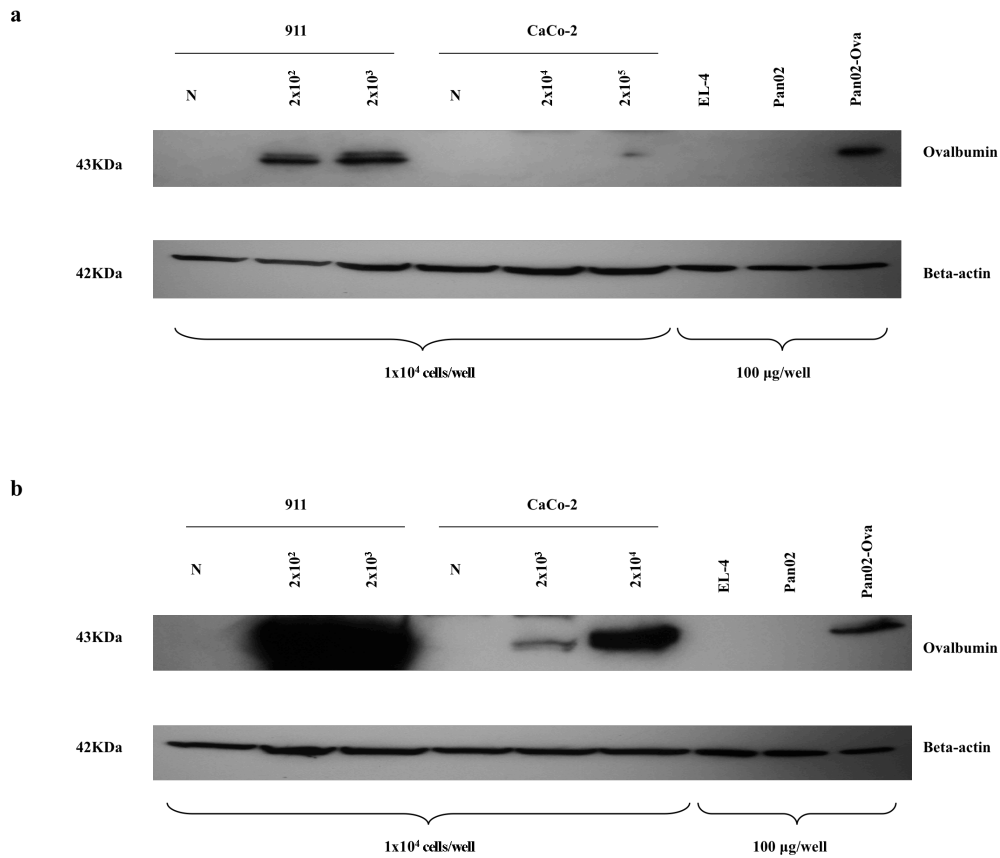 a
911
CaCo-2
N
2x10²
2x10³
N
2x10⁴
2x10⁵
EL-4
Pan02
Pan02-Ova
43KDa
Ovalbumin
42KDa
Beta-actin
1x10⁴ cells/well
100 µg/well
b
911
CaCo-2
N
2x10²
2x10³
N
2x10³
2x10⁴
EL-4
Pan02
Pan02-Ova
43KDa
Ovalbumin
42KDa
Beta-actin
1x10⁴ cells/well
100 µg/well